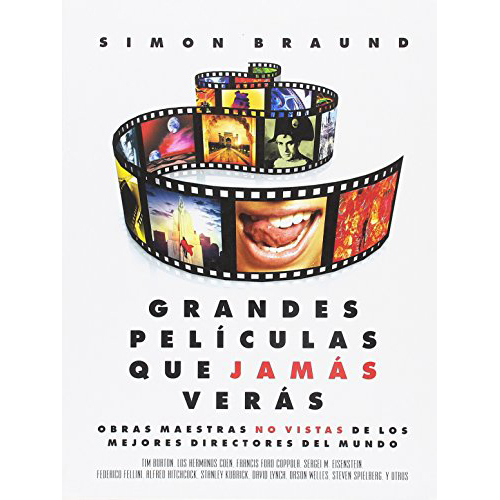 SIMON BRAUND
GRANDES
PELÍCULAS
QUE JAMÁS
VERÁS
OBRAS MAESTRAS NO VISTAS DE LOS
MEJORES DIRECTORES DEL MUNDO
TIM BURTON, LOS HERMANOS COEN, FRANCIS FORD COPPOLA, SERGEI M. EISENSTEIN,
FEDERICO FELLINI, ALFRED HITCHCOCK, STANLEY KUBRICK, DAVID LYNCH, ORSON WELLES, STEVEN SPIELBERG, Y OTROS